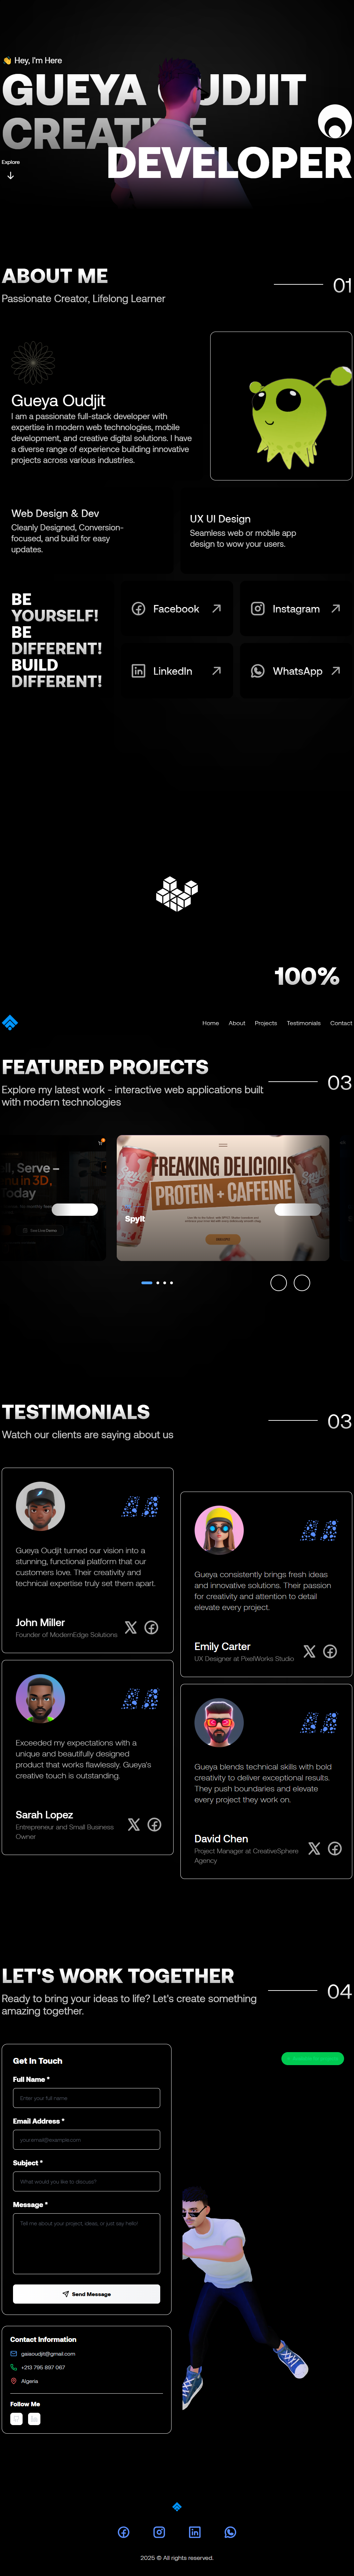 👋 Hey, I'm Here
GUEYA OUDJIT
CREATIVE
DEVELOPER
Explore
ABOUT ME
01
Passionate Creator, Lifelong Learner
Gueya Oudjit
I am a passionate full-stack developer with
expertise in modern web technologies, mobile
development, and creative digital solutions. I have
a diverse range of experience building innovative
projects across various industries.
Web Design & Dev
Cleanly Designed, Conversion-
focused, and build for easy
updates.
UX UI Design
Seamless web or mobile app
design to wow your users.
BE
YOURSELF!
BE
DIFFERENT!
BUILD
DIFFERENT!
Facebook
Instagram
LinkedIn
WhatsApp
100%
Home About Projects Testimonials Contact
FEATURED PROJECTS
03
Explore my latest work - interactive web applications built
with modern technologies
ll, Serve –
nu in 3D,
Today
FREAKING DELICIOUS
PROTEIN + CAFFEINE
Spylt
TESTIMONIALS
03
Watch our clients are saying about us
Gueya Oudjit turned our vision into a
stunning, functional platform that our
customers love. Their creativity and
technical expertise truly set them apart.
John Miller
Founder of ModernEdge Solutions
Gueya consistently brings fresh ideas
and innovative solutions. Their passion
for creativity and attention to detail
elevate every project.
Emily Carter
UX Designer at PixelWorks Studio
Exceeded my expectations with a
unique and beautifully designed
product that works flawlessly. Gueya's
creative touch is outstanding.
Sarah Lopez
Entrepreneur and Small Business
Owner
Gueya blends technical skills with bold
creativity to deliver exceptional results.
They push boundaries and elevate
every project they work on.
David Chen
Project Manager at CreativeSphere
Agency
LET'S WORK TOGETHER
04
Ready to bring your ideas to life? Let's create something
amazing together.
Get In Touch
Full Name *
Enter your full name
Email Address *
your.email@example.com
Subject *
What would you like to discuss?
Message *
Tell me about your project, ideas, or just say hello!
Send Message
Contact Information
gaiaoudjit@gmail.com
+213 795 897 067
Algeria
Follow Me
2025 © All rights reserved.